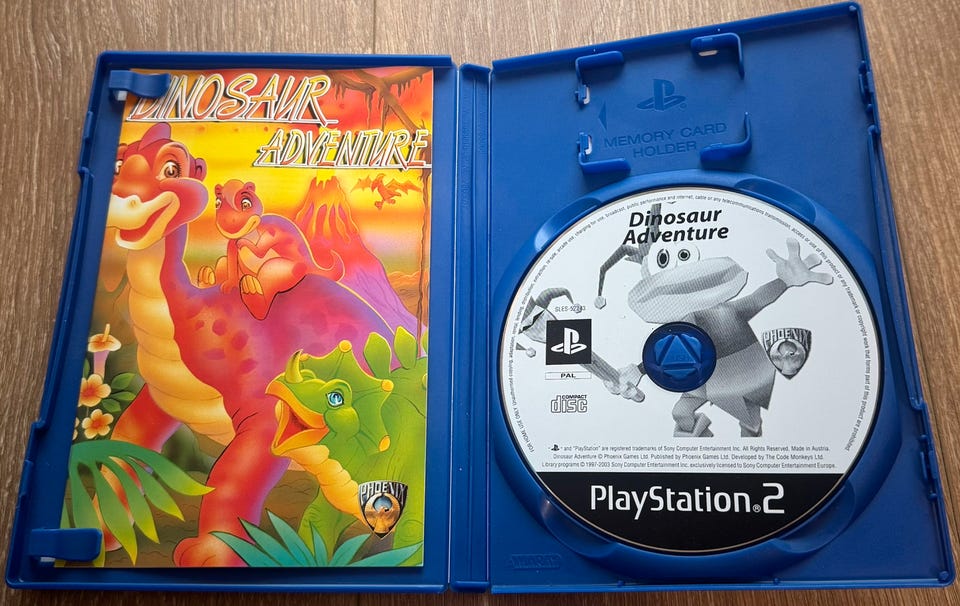 DINOSAUR
ADVENTURE
PHOENIX
MEMORY CARD
HOLDER
Dinosaur
Adventure
SLES-52383
PAL
COMPACT
disc
PHOENIX
"PlayStation" are registered trademarks of Sony Computer Entertainment Inc. All Rights Reserved. Made in Austria.
Dinosaur Adventure © Phoenix Games Ltd. Published by Phoenix Games Ltd. Developed by The Code Monkeys Ltd.
Library programs © 1997-2003 Sony Computer Entertainment Inc. exclusively licensed to Sony Computer Entertainment Europe.
PlayStation®2